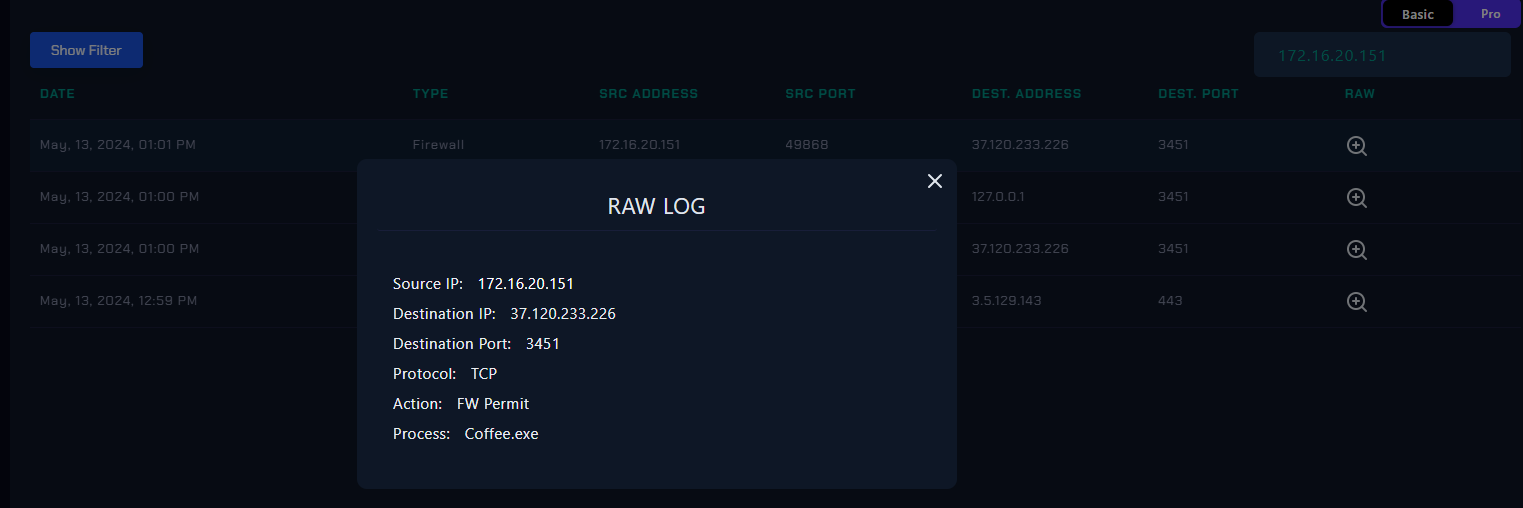 Basic Pro
Show Filter
172.16.20.151
DATE TYPE SRC ADDRESS SRC PORT DEST. ADDRESS DEST. PORT RAW
May, 13, 2024, 01:01 PM Firewall 172.16.20.151 49868 37.120.233.226 3451
May, 13, 2024, 01:00 PM 127.0.0.1 3451
May, 13, 2024, 01:00 PM 37.120.233.226 3451
May, 13, 2024, 12:59 PM 3.5.129.143 443
RAW LOG
Source IP: 172.16.20.151
Destination IP: 37.120.233.226
Destination Port: 3451
Protocol: TCP
Action: FW Permit
Process: Coffee.exe